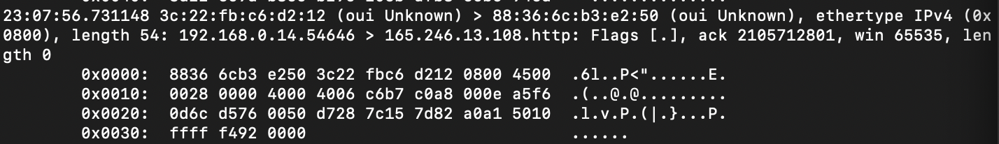 23:07:56.731148 3c:22:fb:c6:d2:12 (oui Unknown) > 88:36:6c:b3:e2:50 (oui Unknown), ethertype IPv4 (0x
0800), length 54: 192.168.0.14.54646 > 165.246.13.108.http: Flags [.], ack 2105712801, win 65535, len
gth 0
0x0000:  8836 6cb3 e250 3c22 fbc6 d212 0800 4500  .6l..P<"......E.
0x0010:  0028 0000 4000 4006 c6b7 c0a8 000e a5f6  .(..@.@.........
0x0020:  0d6c d576 0050 d728 7c15 7d82 a0a1 5010  .l.v.P.(|.}...P.
0x0030:  ffff f492 0000                           ......